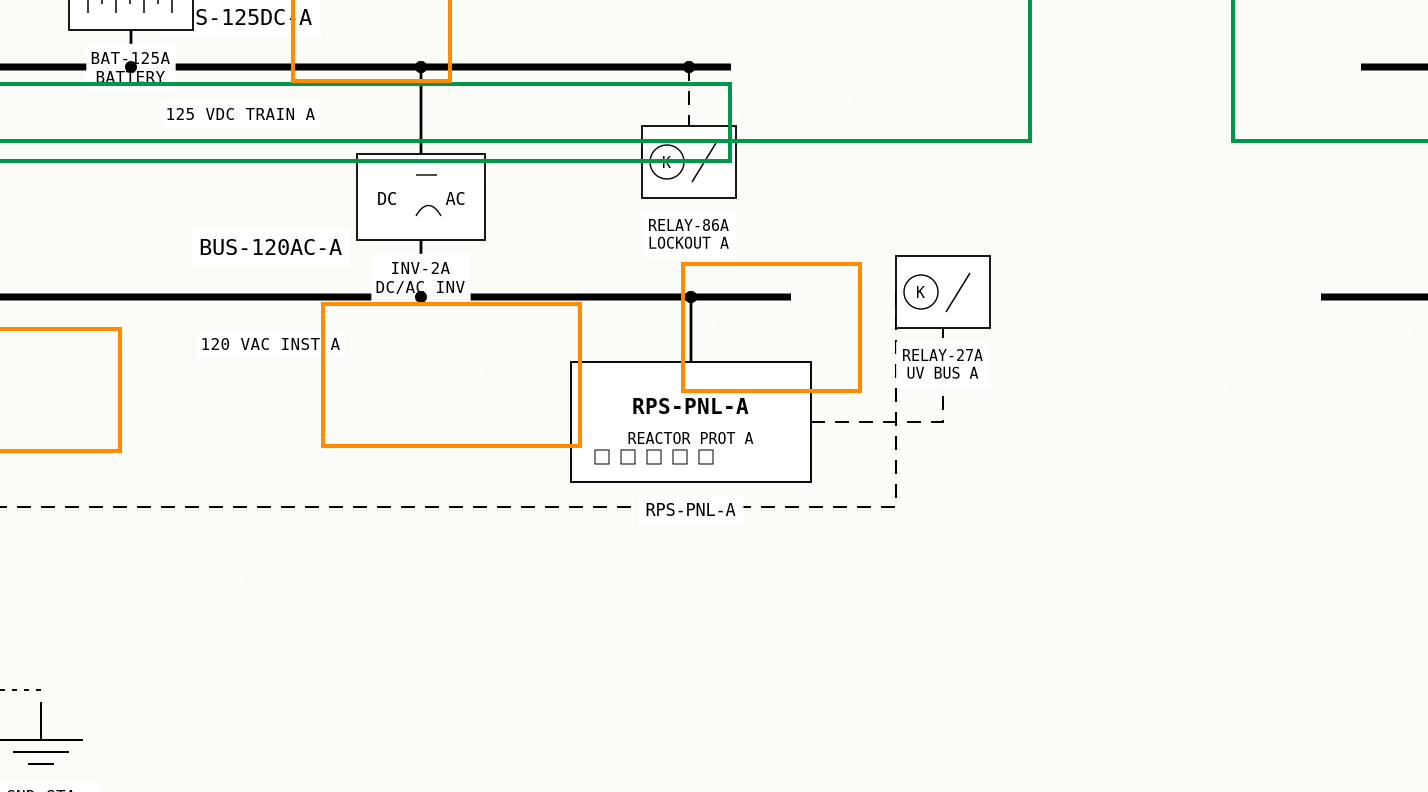 S-125DC-A
BAT-125A
BATTERY
125 VDC TRAIN A
K
DC AC
RELAY-86A
LOCKOUT A
BUS-120AC-A
INV-2A
DC/AC INV
K
120 VAC INST A
RELAY-27A
UV BUS A
RPS-PNL-A
REACTOR PROT A
RPS-PNL-A